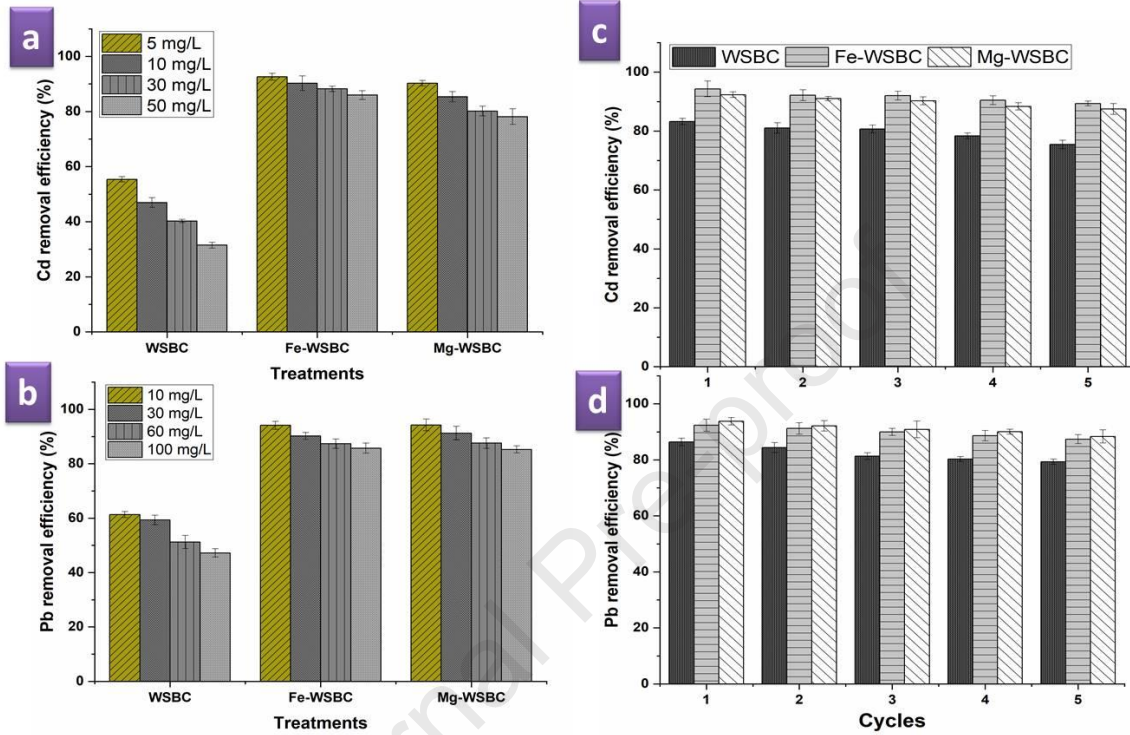 a
5 mg/L
10 mg/L
30 mg/L
50 mg/L
Cd removal efficiency (%)
100
80
60
40
20
0
WSBC Fe-WSBC Mg-WSBC
Treatments
b
10 mg/L
30 mg/L
60 mg/L
100 mg/L
Pb removal efficiency (%)
100
80
60
40
20
0
WSBC Fe-WSBC Mg-WSBC
Treatments
c
WSBC Fe-WSBC Mg-WSBC
Cd removal efficiency (%)
100
80
60
40
20
0
1 2 3 4 5
d
Pb removal efficiency (%)
100
80
60
40
20
0
1 2 3 4 5
Cycles
rnal Pre-proof